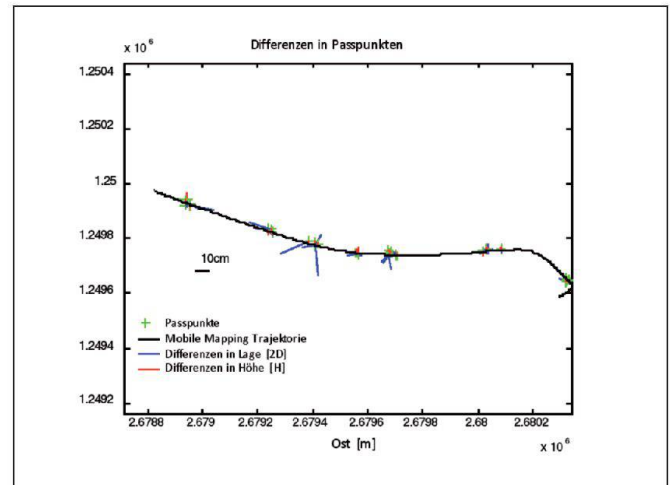 Differenzen in Passpunkten
x 10⁶
1.2504
1.2502
1.25
1.2498
1.2496
1.2494
1.2492
10cm
Passpunkte
Mobile Mapping Trajektorie
Differenzen in Lage [2D]
Differenzen in Höhe [H]
2.6788 2.679 2.6792 2.6794 2.6796 2.6798 2.68 2.6802
Ost [m]
x 10⁶